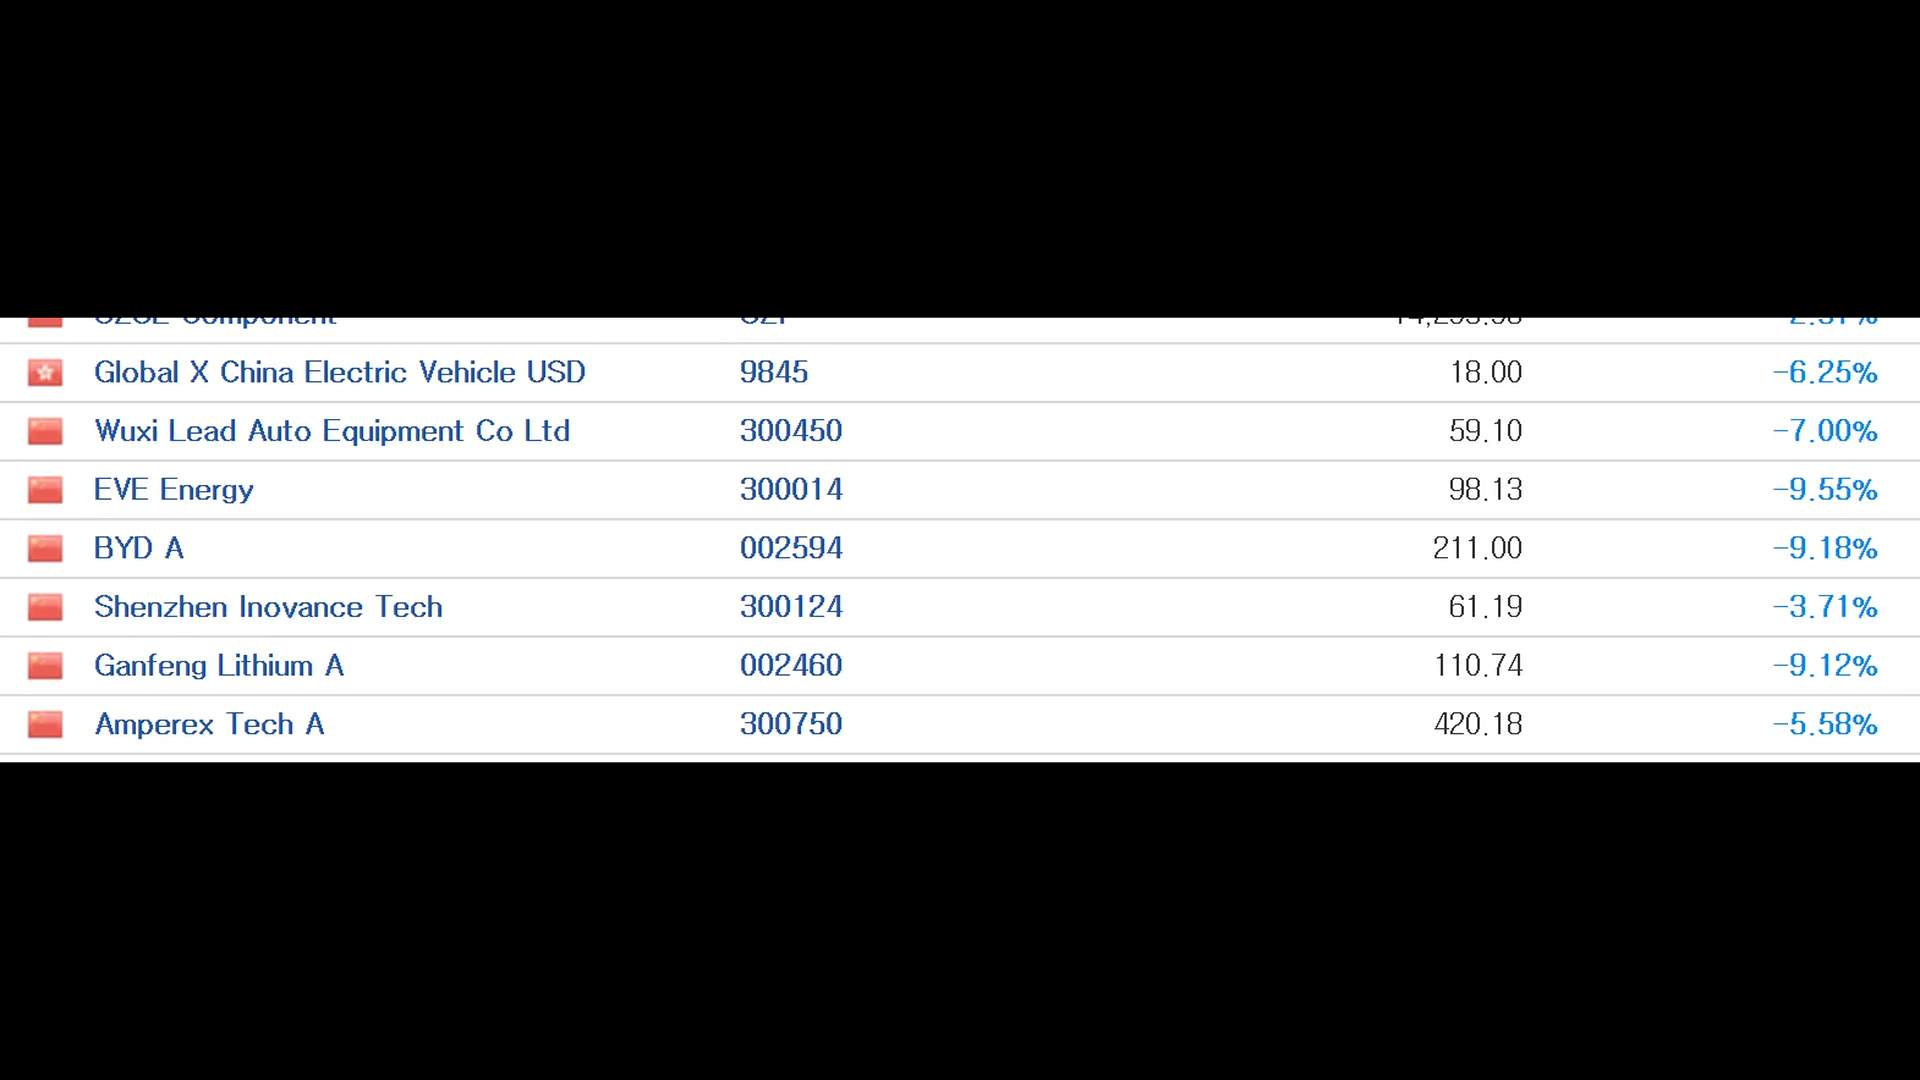 Component
Global X China Electric Vehicle USD 9845 18.00 -6.25%
Wuxi Lead Auto Equipment Co Ltd 300450 59.10 -7.00%
EVE Energy 300014 98.13 -9.55%
BYD A 002594 211.00 -9.18%
Shenzhen Inovance Tech 300124 61.19 -3.71%
Ganfeng Lithium A 002460 110.74 -9.12%
Amperex Tech A 300750 420.18 -5.58%